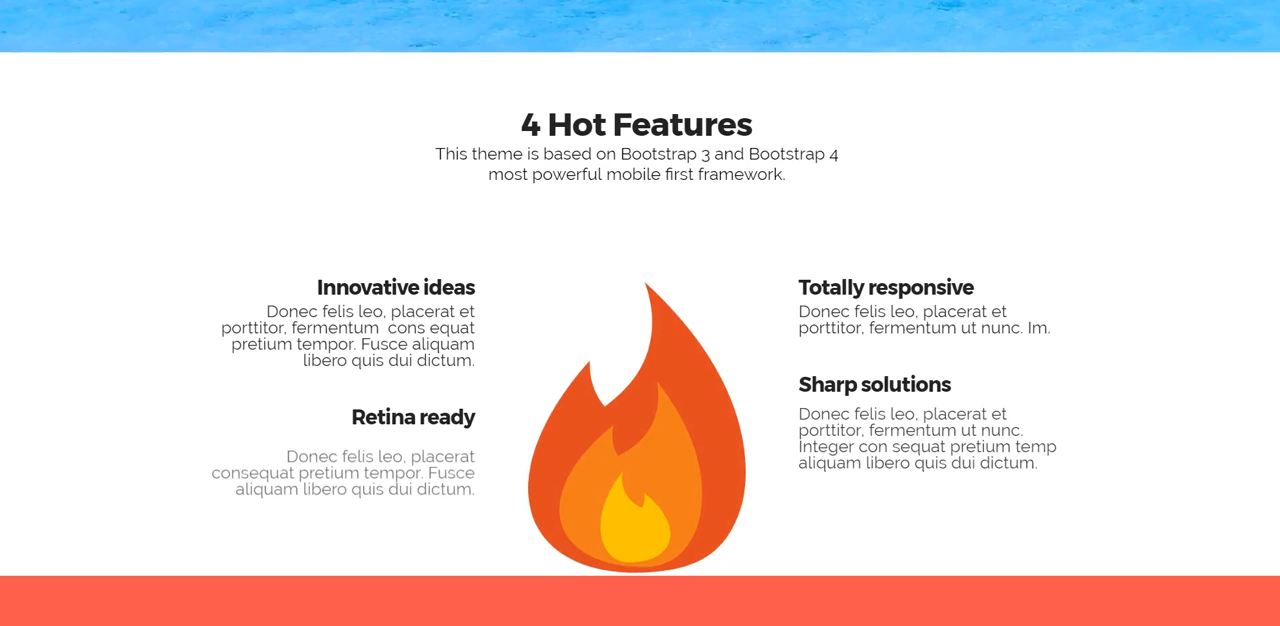 4 Hot Features
This theme is based on Bootstrap 3 and Bootstrap 4
most powerful mobile first framework.
Innovative ideas
Donec felis leo, placerat et
porttitor, fermentum  cons equat
pretium tempor. Fusce aliquam
libero quis dui dictum.
Retina ready
Donec felis leo, placerat
consequat pretium tempor. Fusce
aliquam libero quis dui dictum.
Totally responsive
Donec felis leo, placerat et
porttitor, fermentum ut nunc. Im.
Sharp solutions
Donec felis leo, placerat et
porttitor, fermentum ut nunc.
Integer con sequat pretium temp
aliquam libero quis dui dictum.